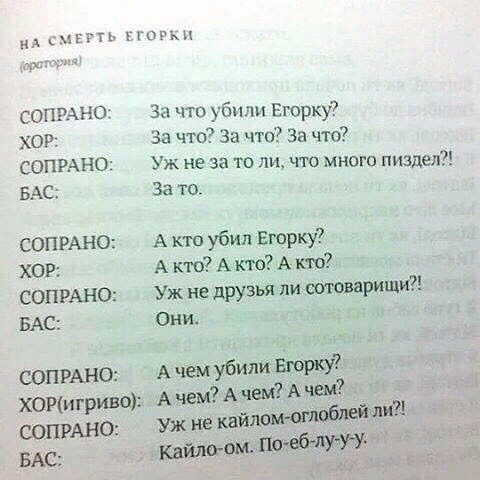 НА СМЕРТЬ ЕГОРКИ
(оратория)
СОПРАНО: За что убили Егорку?
ХОР: За что? За что? За что?
СОПРАНО: Уж не за то ли, что много пиздел?!
БАС: За то.
СОПРАНО: А кто убил Егорку?
ХОР: А кто? А кто? А кто?
СОПРАНО: Уж не друзья ли сотоварищи?!
БАС: Они.
СОПРАНО: А чем убили Егорку?
ХОР(игриво): А чем? А чем? А чем?
СОПРАНО: Уж не кайлом-оглоблей ли?!
БАС: Кайло-ом. По-еб-лу-у-у.